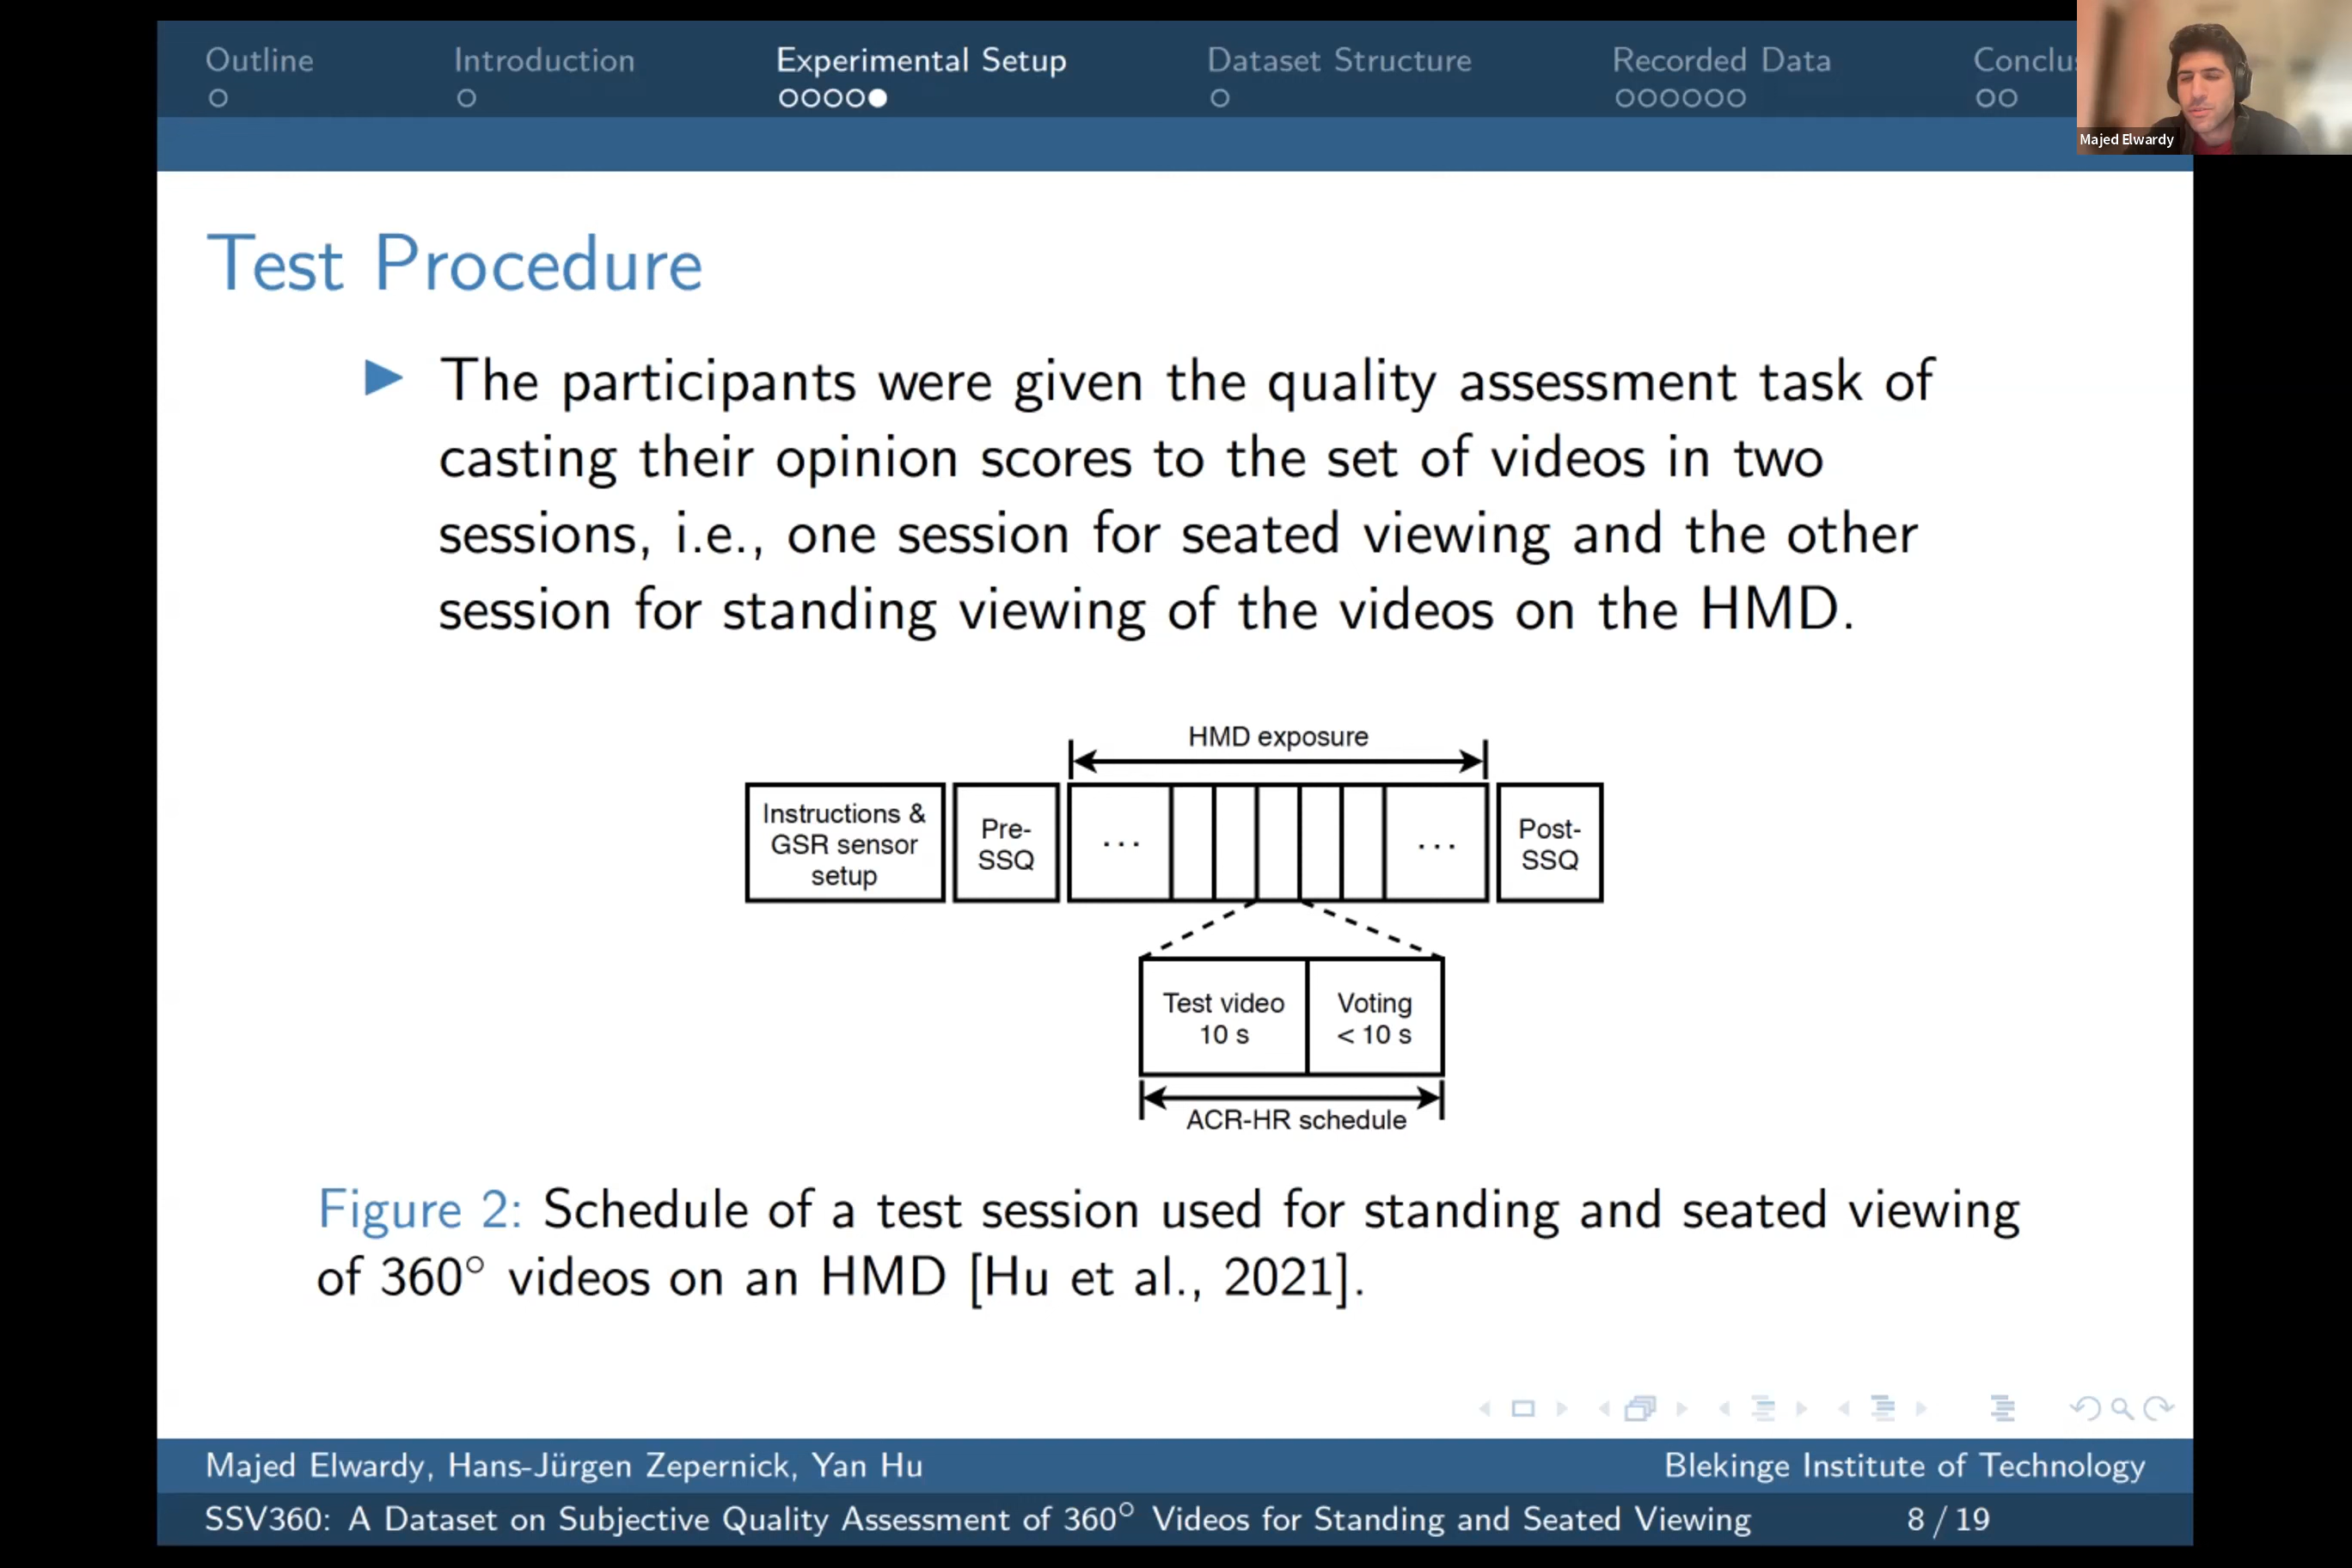 Outline
Introduction
Experimental Setup
Dataset Structure
Recorded Data
Conclu
Majed Elwardy
Test Procedure
The participants were given the quality assessment task of
casting their opinion scores to the set of videos in two
sessions, i.e., one session for seated viewing and the other
session for standing viewing of the videos on the HMD.
HMD exposure
Instructions &
GSR sensor
setup
Pre-
SSQ
...
...
Post-
SSQ
Test video
10 s
Voting
< 10 s
ACR-HR schedule
Figure 2: Schedule of a test session used for standing and seated viewing
of 360° videos on an HMD [Hu et al., 2021].
Majed Elwardy, Hans-Jürgen Zepernick, Yan Hu
Blekinge Institute of Technology
SSV360: A Dataset on Subjective Quality Assessment of 360° Videos for Standing and Seated Viewing
8 / 19